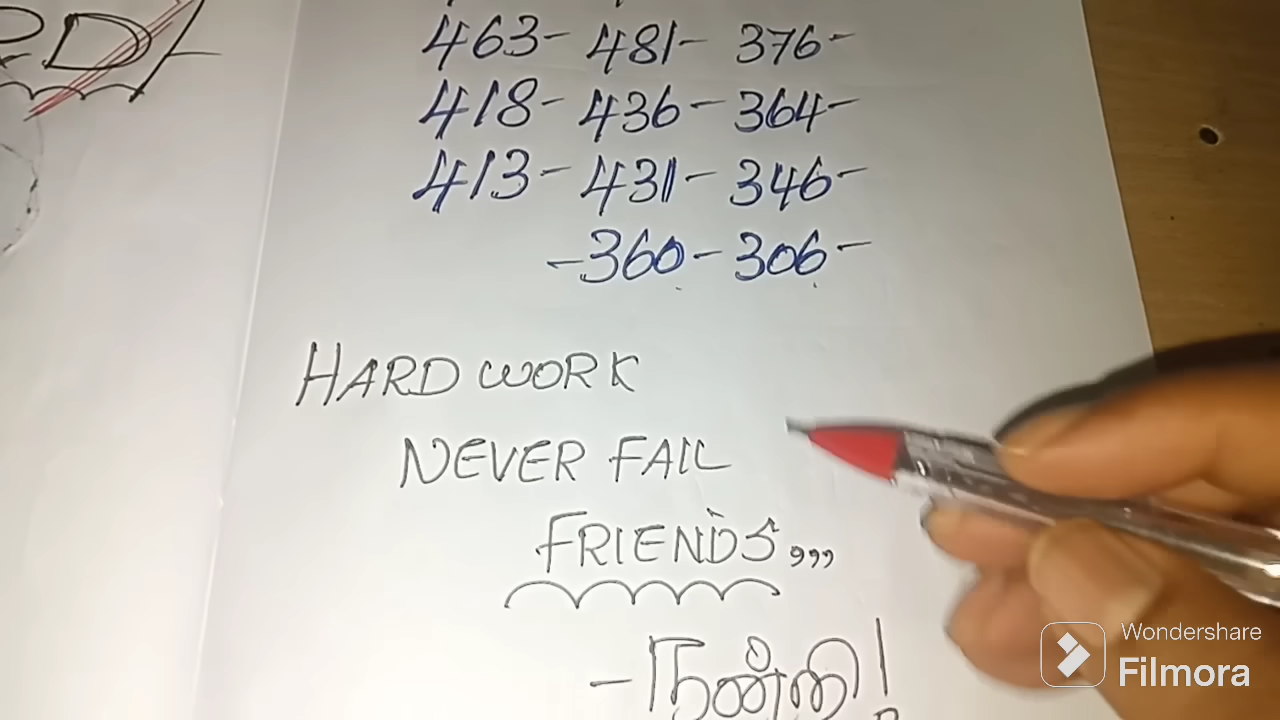 463- 481- 376-
418- 436- 364-
413- 431- 346-
-360- 306-
HARD WORK
NEVER FAIL
FRIENDS,,,
-நன்றி!
Wondershare
Filmora